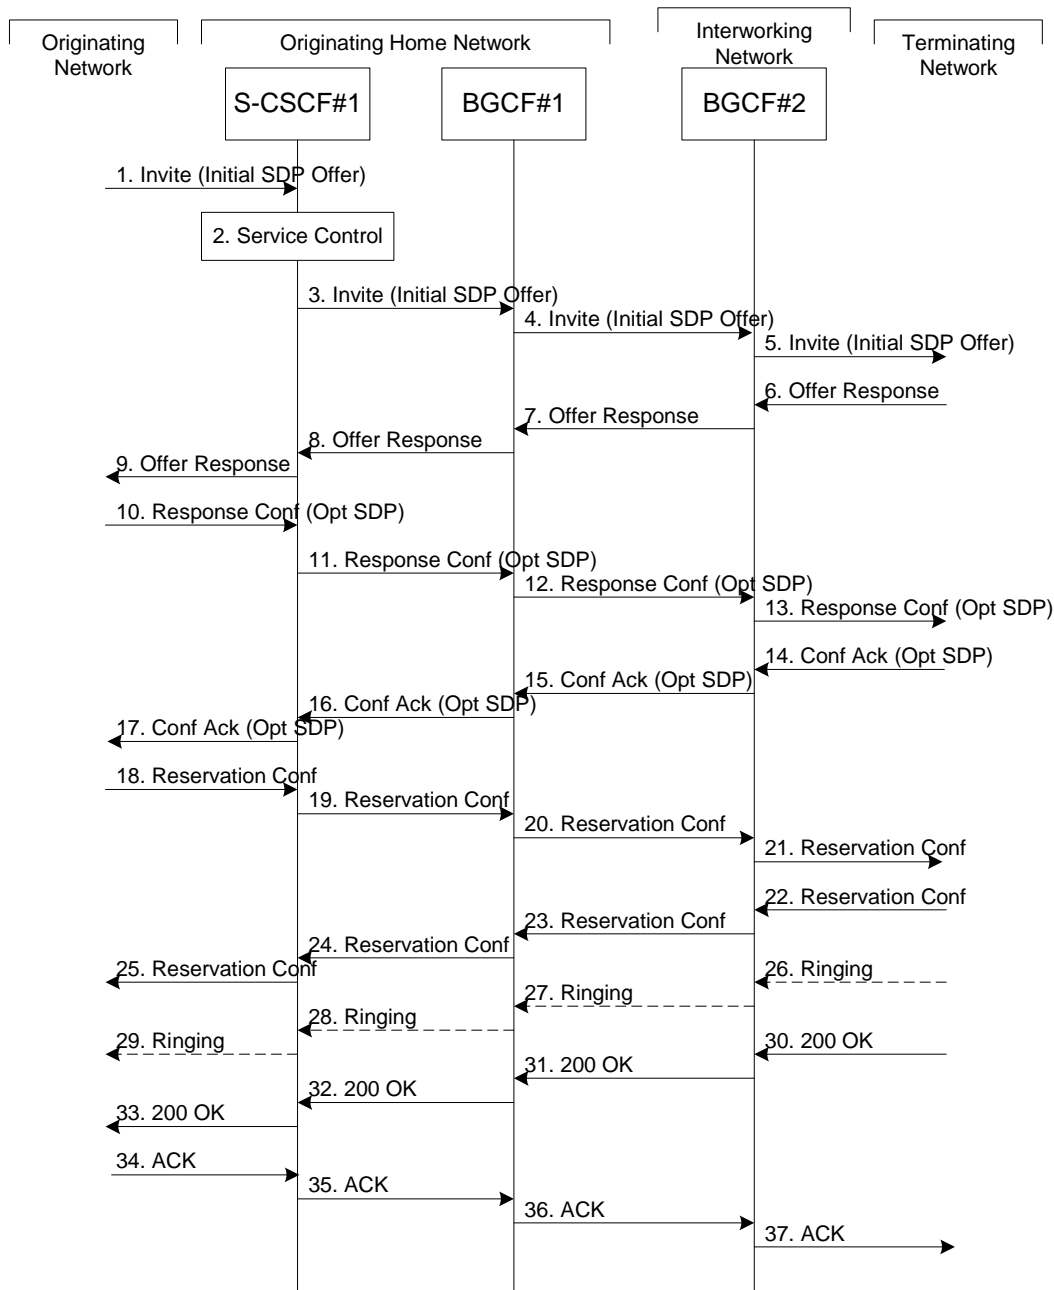 Originating
Network
Originating Home Network
Interworking
Network
Terminating
Network
S-CSCF#1
BGCF#1
BGCF#2
1. Invite (Initial SDP Offer)
2. Service Control
3. Invite (Initial SDP Offer)
4. Invite (Initial SDP Offer)
5. Invite (Initial SDP Offer)
6. Offer Response
7. Offer Response
8. Offer Response
9. Offer Response
10. Response Conf (Opt SDP)
11. Response Conf (Opt SDP)
12. Response Conf (Opt SDP)
13. Response Conf (Opt SDP)
14. Conf Ack (Opt SDP)
15. Conf Ack (Opt SDP)
16. Conf Ack (Opt SDP)
17. Conf Ack (Opt SDP)
18. Reservation Conf
19. Reservation Conf
20. Reservation Conf
21. Reservation Conf
22. Reservation Conf
23. Reservation Conf
24. Reservation Conf
25. Reservation Conf
26. Ringing
27. Ringing
28. Ringing
29. Ringing
30. 200 OK
31. 200 OK
32. 200 OK
33. 200 OK
34. ACK
35. ACK
36. ACK
37. ACK